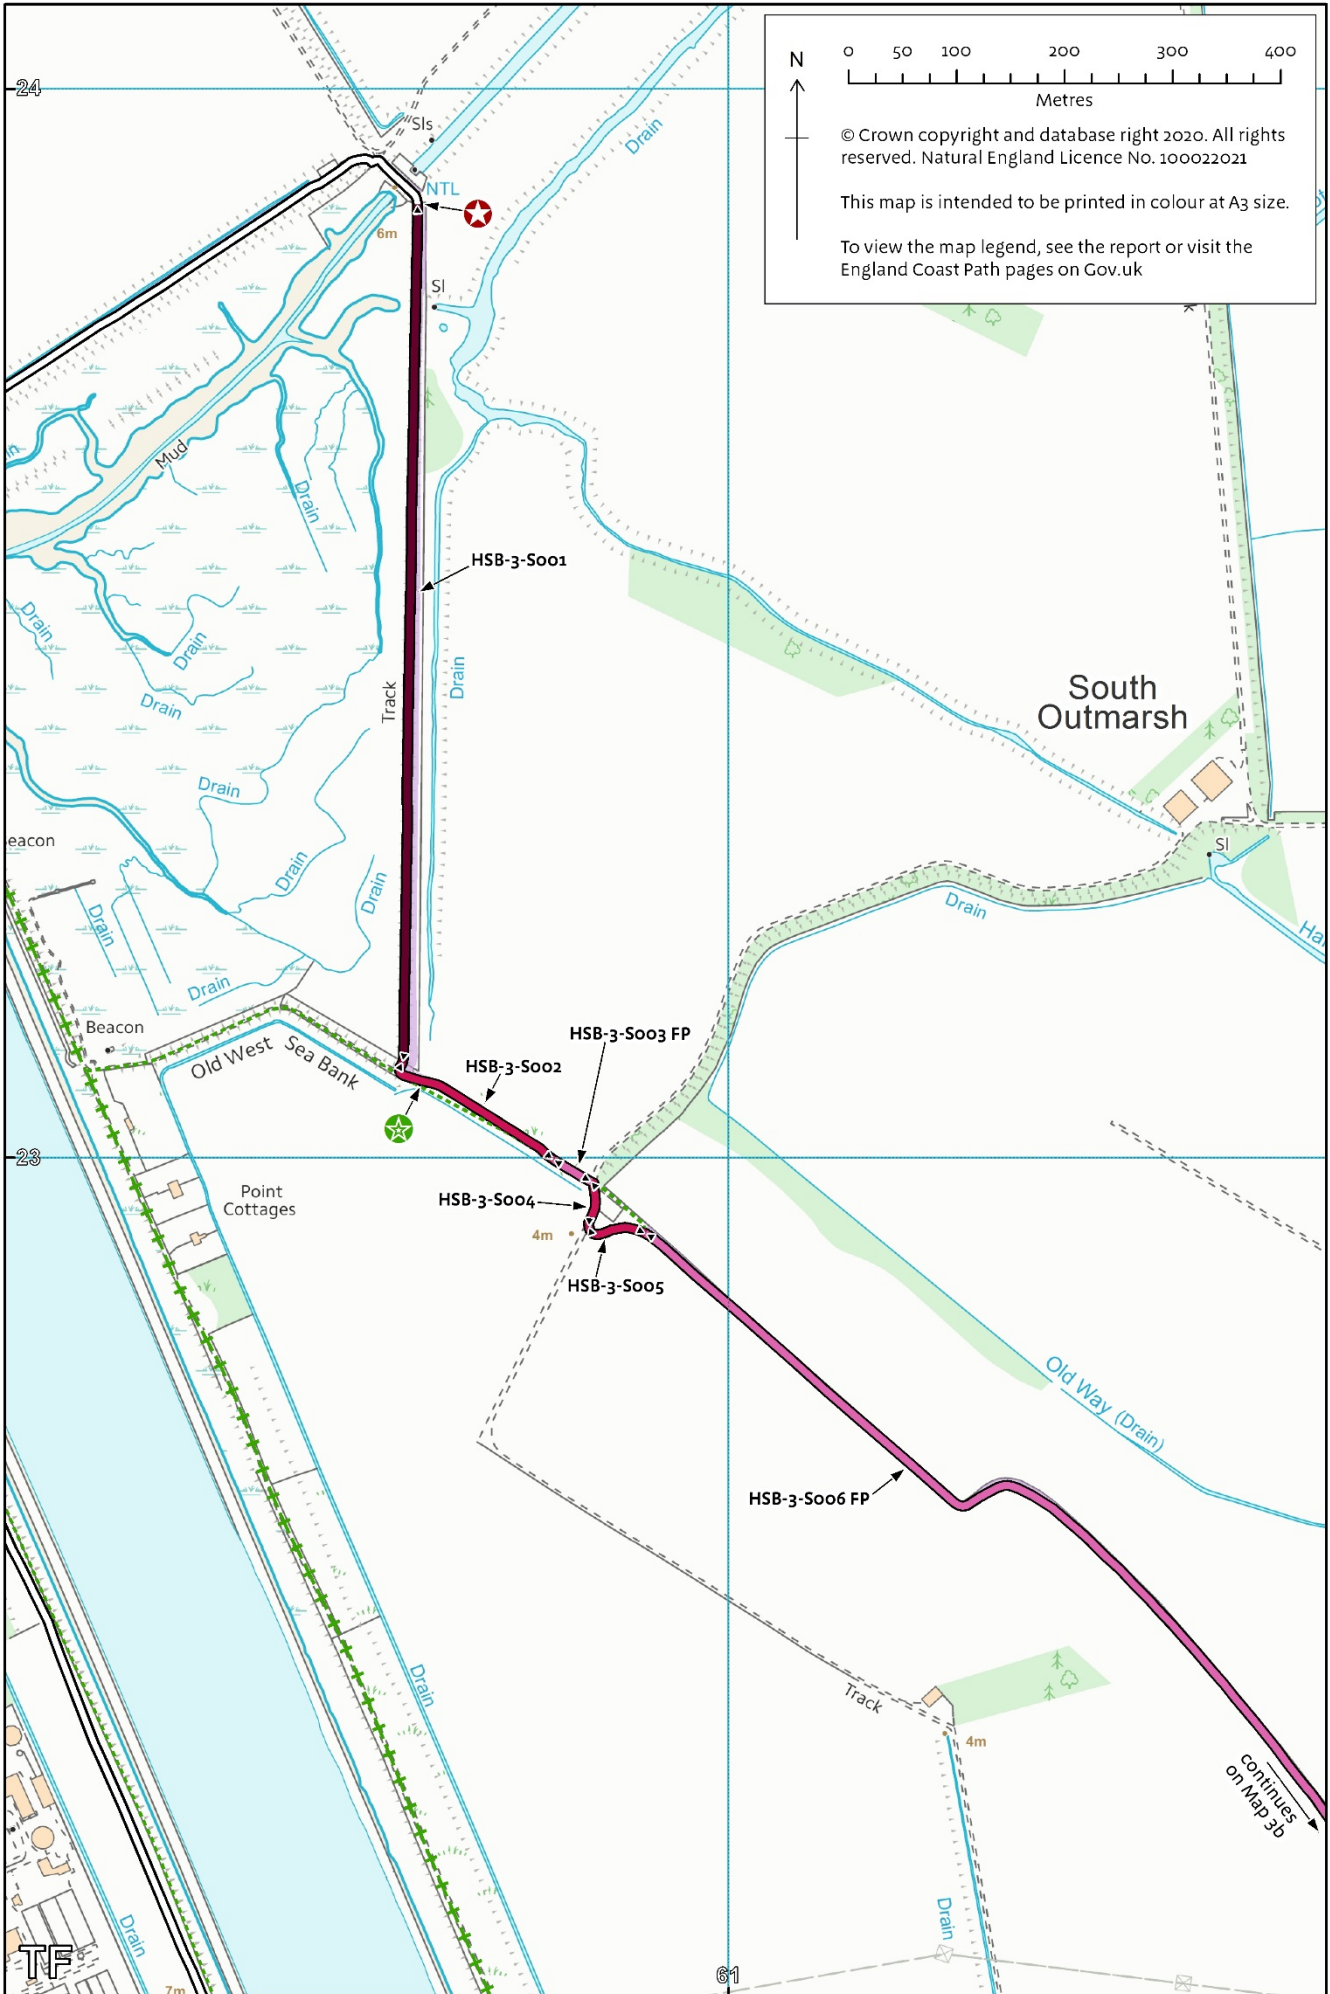 24
N
0 50 100 200 300 400
Metres
© Crown copyright and database right 2020. All rights
reserved. Natural England Licence No. 100022021
This map is intended to be printed in colour at A3 size.
To view the map legend, see the report or visit the
England Coast Path pages on Gov.uk
Sls
Drain
NTL
6m
Sl
Mud
Drain
HSB-3-S001
Drain
Drain
Drain
Track
Drain
South
Outmarsh
Drain
eacon
Sl
Drain
Drain
Drain
Drain
Drain
Beacon
Old West Sea Bank
HSB-3-S003 FP
HSB-3-S002
23
Point
Cottages
HSB-3-S004
4m
HSB-3-S005
Old Way (Drain)
HSB-3-S006 FP
Drain
Track
4m
continues
on Map 3b
Drain
Drain
TF
61
7m